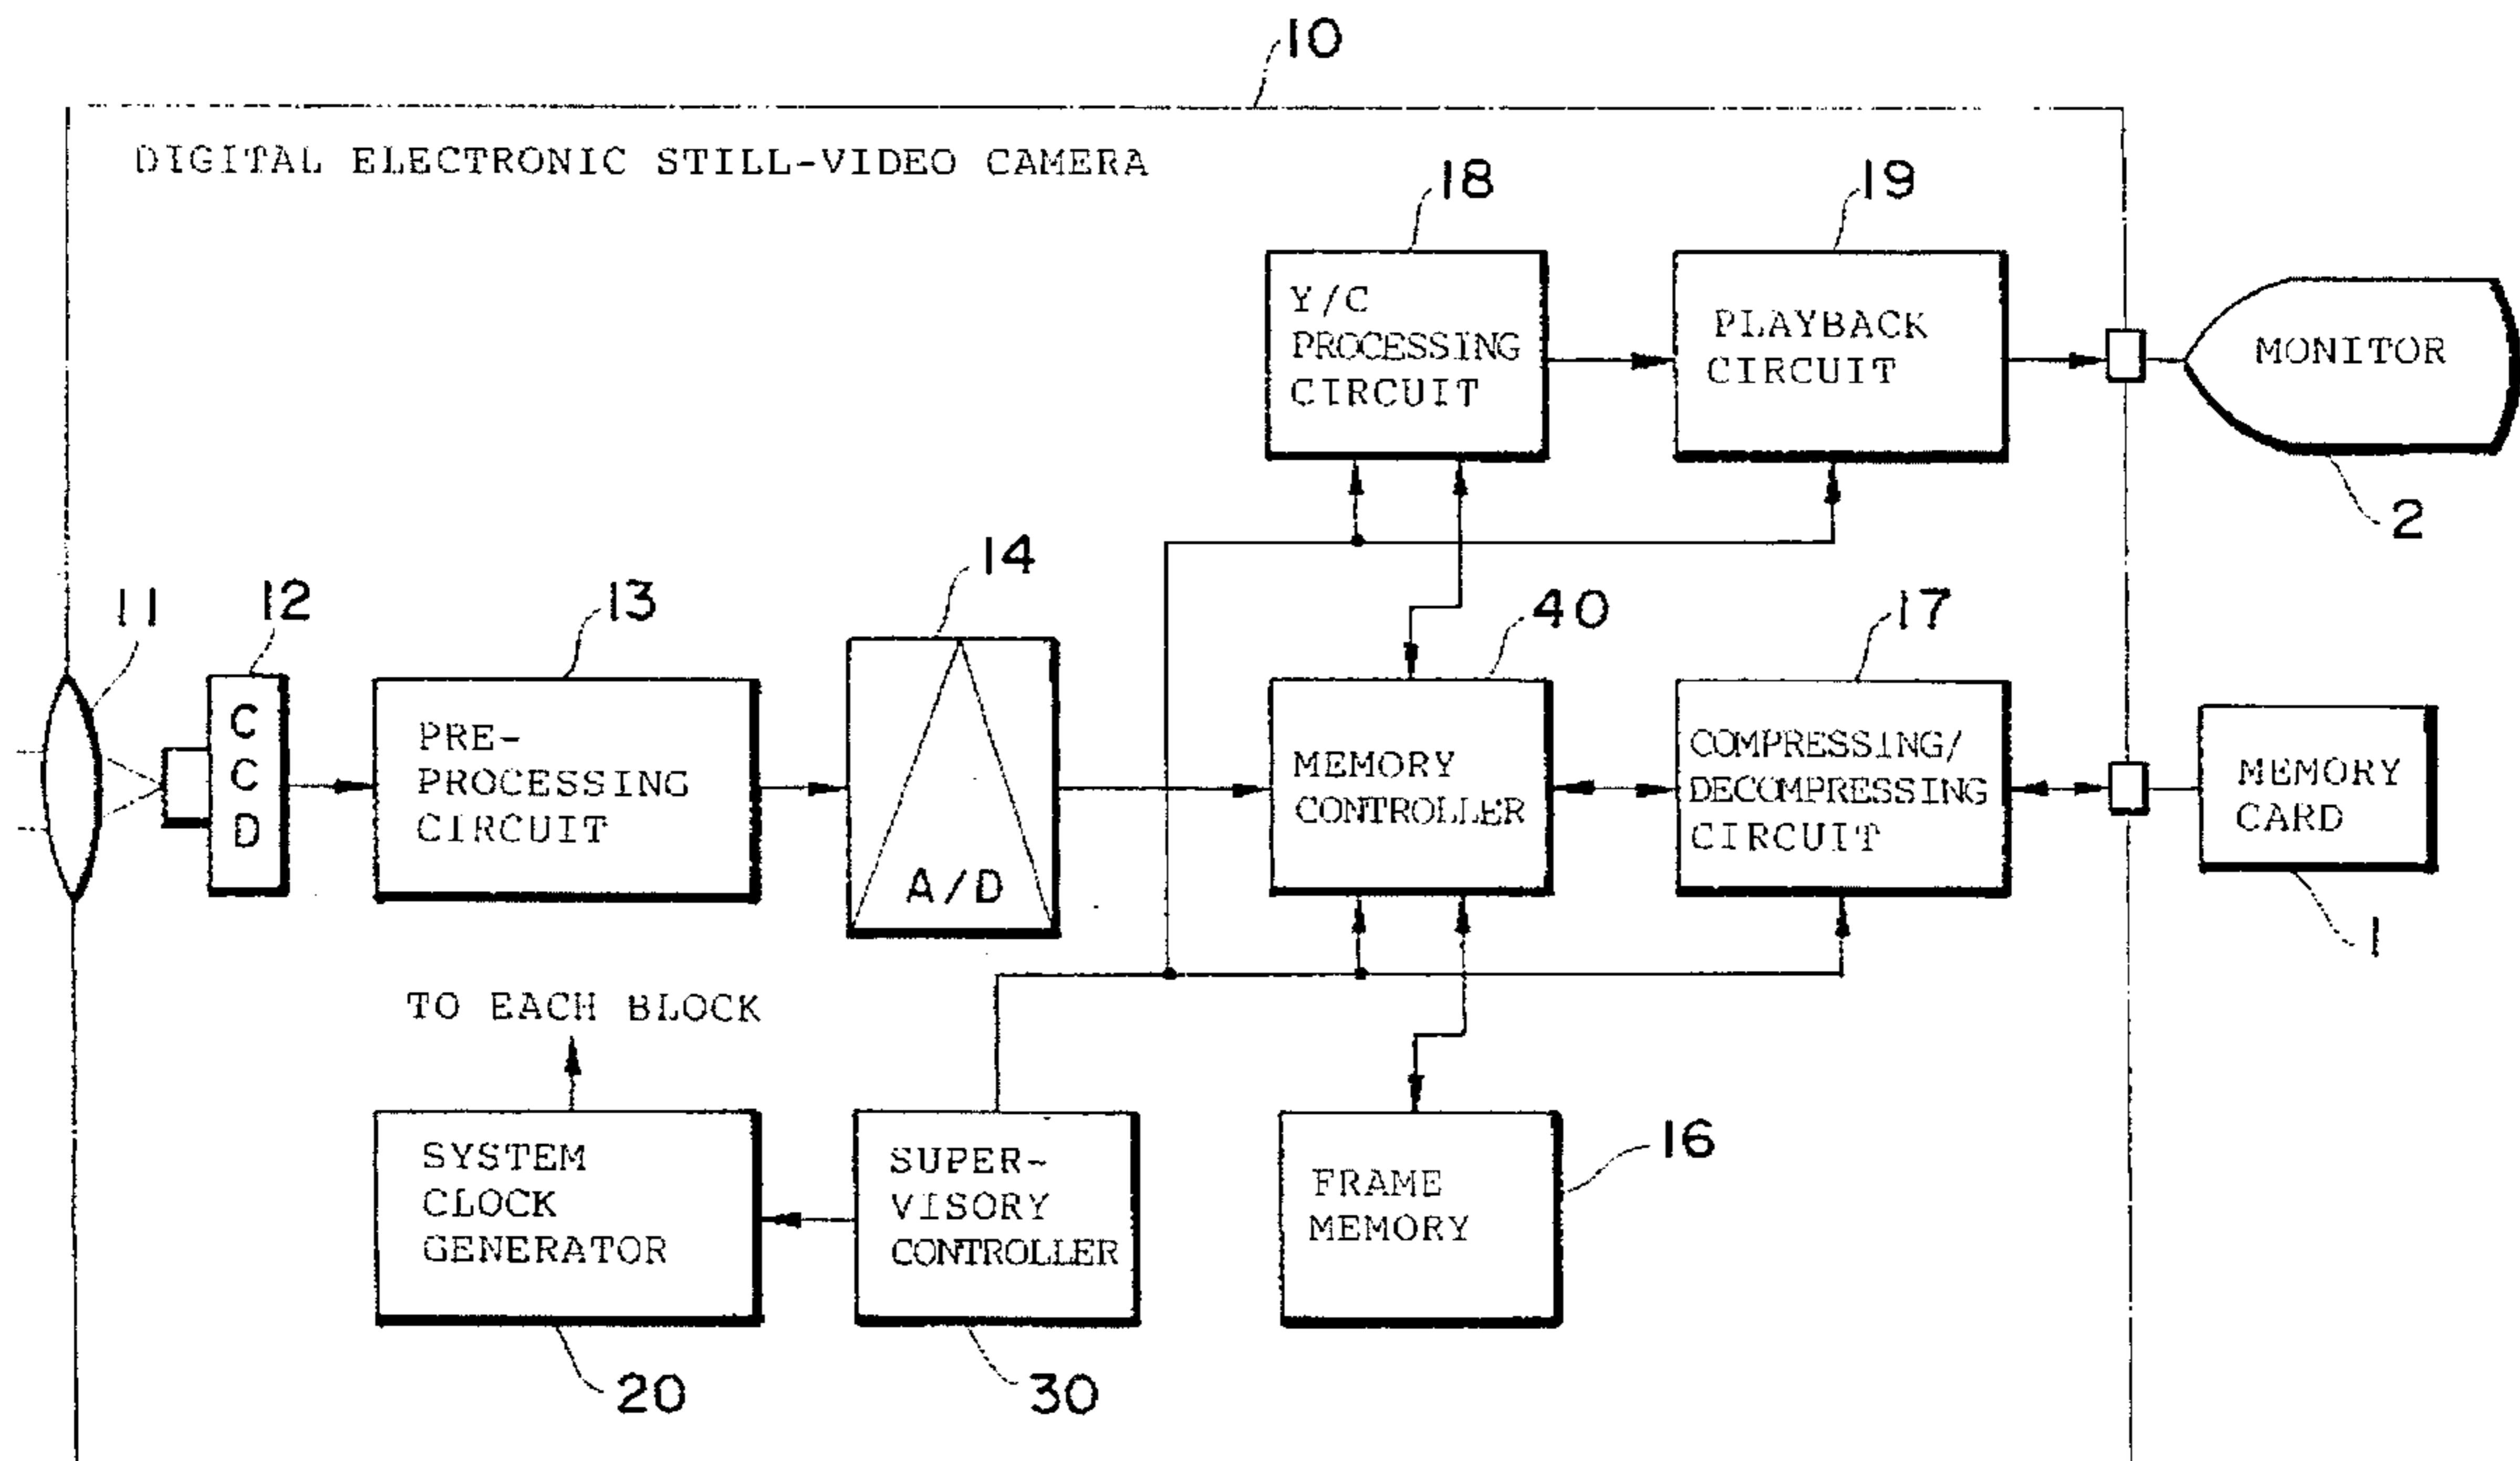 10
DIGITAL ELECTRONIC STILL-VIDEO CAMERA
18
19
Y/C
PROCESSING
CIRCUIT
PLAYBACK
CIRCUIT
MONITOR
2
11
12
13
14
40
17
C
C
D
PRE-
PROCESSING
CIRCUIT
A/D
MEMORY
CONTROLLER
COMPRESSING/
DECOMPRESSING
CIRCUIT
MEMORY
CARD
1
TO EACH BLOCK
SYSTEM
CLOCK
GENERATOR
SUPER-
VISORY
CONTROLLER
FRAME
MEMORY
16
20
30